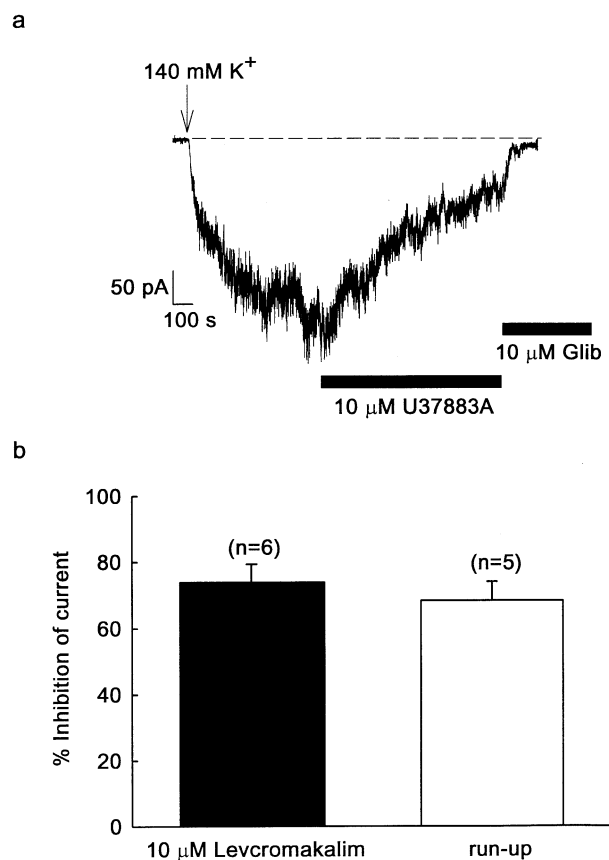 a
140 mM K+
50 pA
100 s
10 μM Glib
10 μM U37883A
b
% Inhibition of current
100
80
60
40
20
0
(n=6)
(n=5)
10 μM Levcromakalim
run-up